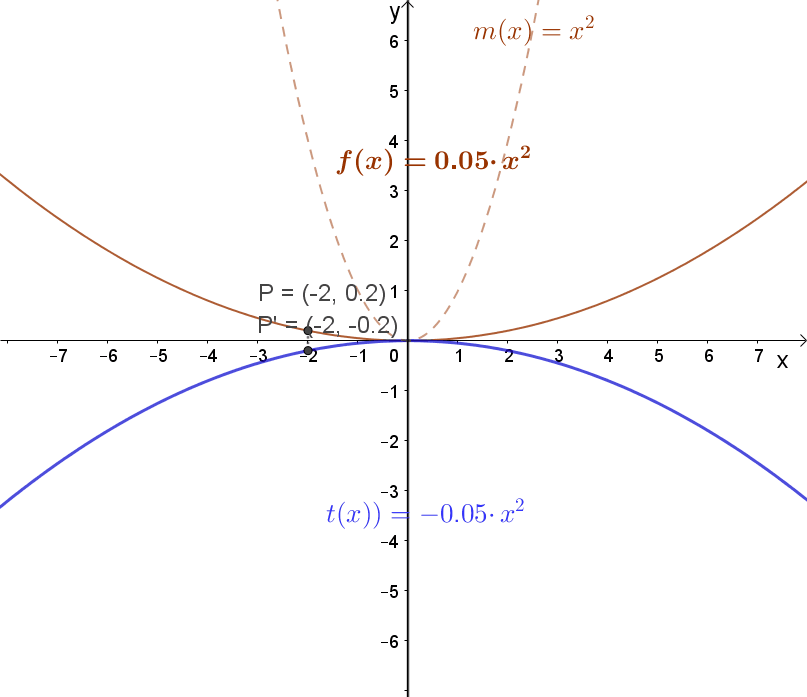 y
m(x) = x²
6
5
4
f(x) = 0.05· x²
3
2
P = (-2, 0.2) 1
P' = (-2, -0.2)
−7 −6 −5 −4 −3 −2 −1 0 1 2 3 4 5 6 7 x
−1
−2
−3
t(x)) = −0.05· x²
−4
−5
−6